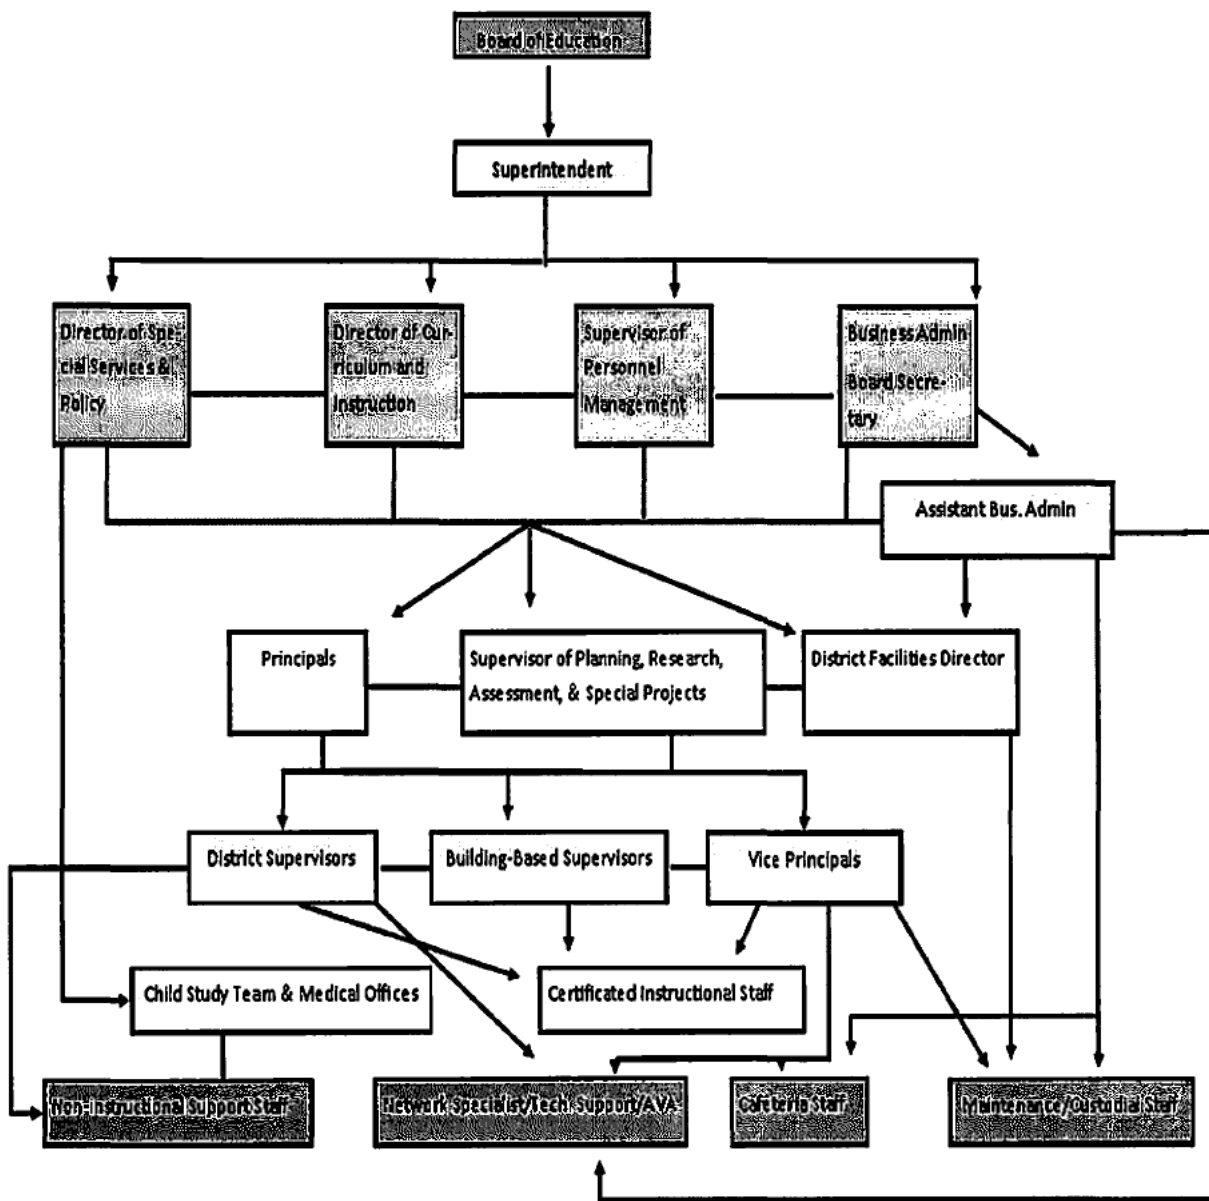 Board of Education
Superintendent
Director of Spe-
cial Services &
Policy
Director of Cur-
riculum and
Instruction
Supervisor of
Personnel
Management
Business Admin
Board Secre-
tary
Assistant Bus. Admin
Principals
Supervisor of Planning, Research,
Assessment, & Special Projects
District Facilities Director
District Supervisors
Building-Based Supervisors
Vice Principals
Child Study Team & Medical Offices
Certificated Instructional Staff
Non-Instructional Support Staff
Network Specialist/Tech. Support/AVA
Cafeteria Staff
Maintenance/Custodial Staff